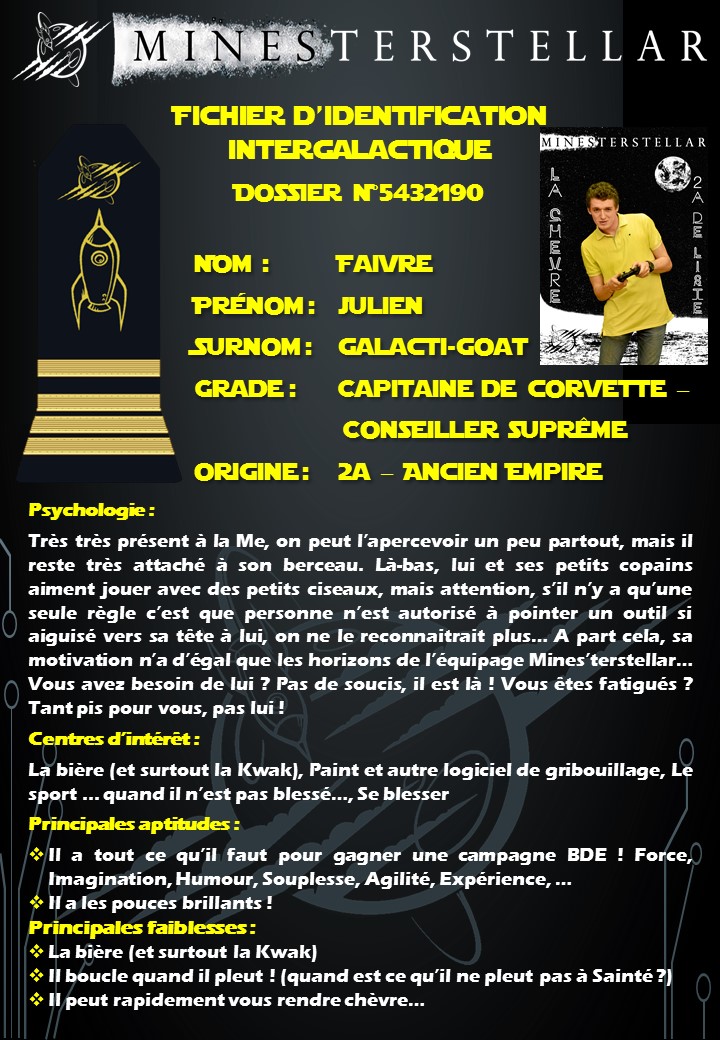 MINES'TERSTELLAR
FICHIER D'IDENTIFICATION
INTERGALACTIQUE
DOSSIER N°5432190
MINES'TERSTELLAR
LA CHEVRE
2A DE LISTE
NOM : FAIVRE
PRÉNOM : JULIEN
SURNOM : GALACTI-GOAT
GRADE : CAPITAINE DE CORVETTE –
CONSEILLER SUPRÊME
ORIGINE : 2A – ANCIEN EMPIRE
Psychologie :
Très très présent à la Me, on peut l'apercevoir un peu partout, mais il
reste très attaché à son berceau. Là-bas, lui et ses petits copains
aiment jouer avec des petits ciseaux, mais attention, s'il n'y a qu'une
seule règle c'est que personne n'est autorisé à pointer un outil si
aiguisé vers sa tête à lui, on ne le reconnaitrait plus... A part cela, sa
motivation n'a d'égal que les horizons de l'équipage Mines'terstellar...
Vous avez besoin de lui ? Pas de soucis, il est là ! Vous êtes fatigués ?
Tant pis pour vous, pas lui !
Centres d'intérêt :
La bière (et surtout la Kwak), Paint et autre logiciel de gribouillage, Le
sport ... quand il n'est pas blessé..., Se blesser
Principales aptitudes :
❖ Il a tout ce qu'il faut pour gagner une campagne BDE ! Force,
Imagination, Humour, Souplesse, Agilité, Expérience, ...
❖ Il a les pouces brillants !
Principales faiblesses :
❖ La bière (et surtout la Kwak)
❖ Il boucle quand il pleut ! (quand est ce qu'il ne pleut pas à Sainté ?)
❖ Il peut rapidement vous rendre chèvre...